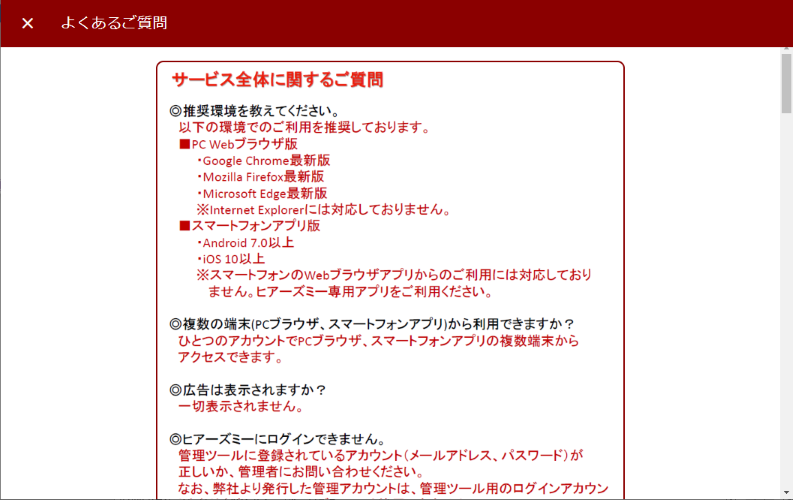 × よくあるご質問
サービス全体に関するご質問
◎推奨環境を教えてください。
以下の環境でのご利用を推奨しております。
■PC Webブラウザ版
・Google Chrome最新版
・Mozilla Firefox最新版
・Microsoft Edge最新版
※Internet Explorerには対応しておりません。
■スマートフォンアプリ版
・Android 7.0以上
・iOS 10以上
※スマートフォンのWebブラウザアプリからのご利用には対応しており
ません。ヒアーズミー専用アプリをご利用ください。
◎複数の端末(PCブラウザ、スマートフォンアプリ)から利用できますか？
ひとつのアカウントでPCブラウザ、スマートフォンアプリの複数端末から
アクセスできます。
◎広告は表示されますか？
一切表示されません。
◎ヒアーズミーにログインできません。
管理ツールに登録されているアカウント(メールアドレス、パスワード)が
正しいか、管理者にお問い合わせください。
なお、弊社より発行した管理アカウントは、管理ツール用のログインアカウン